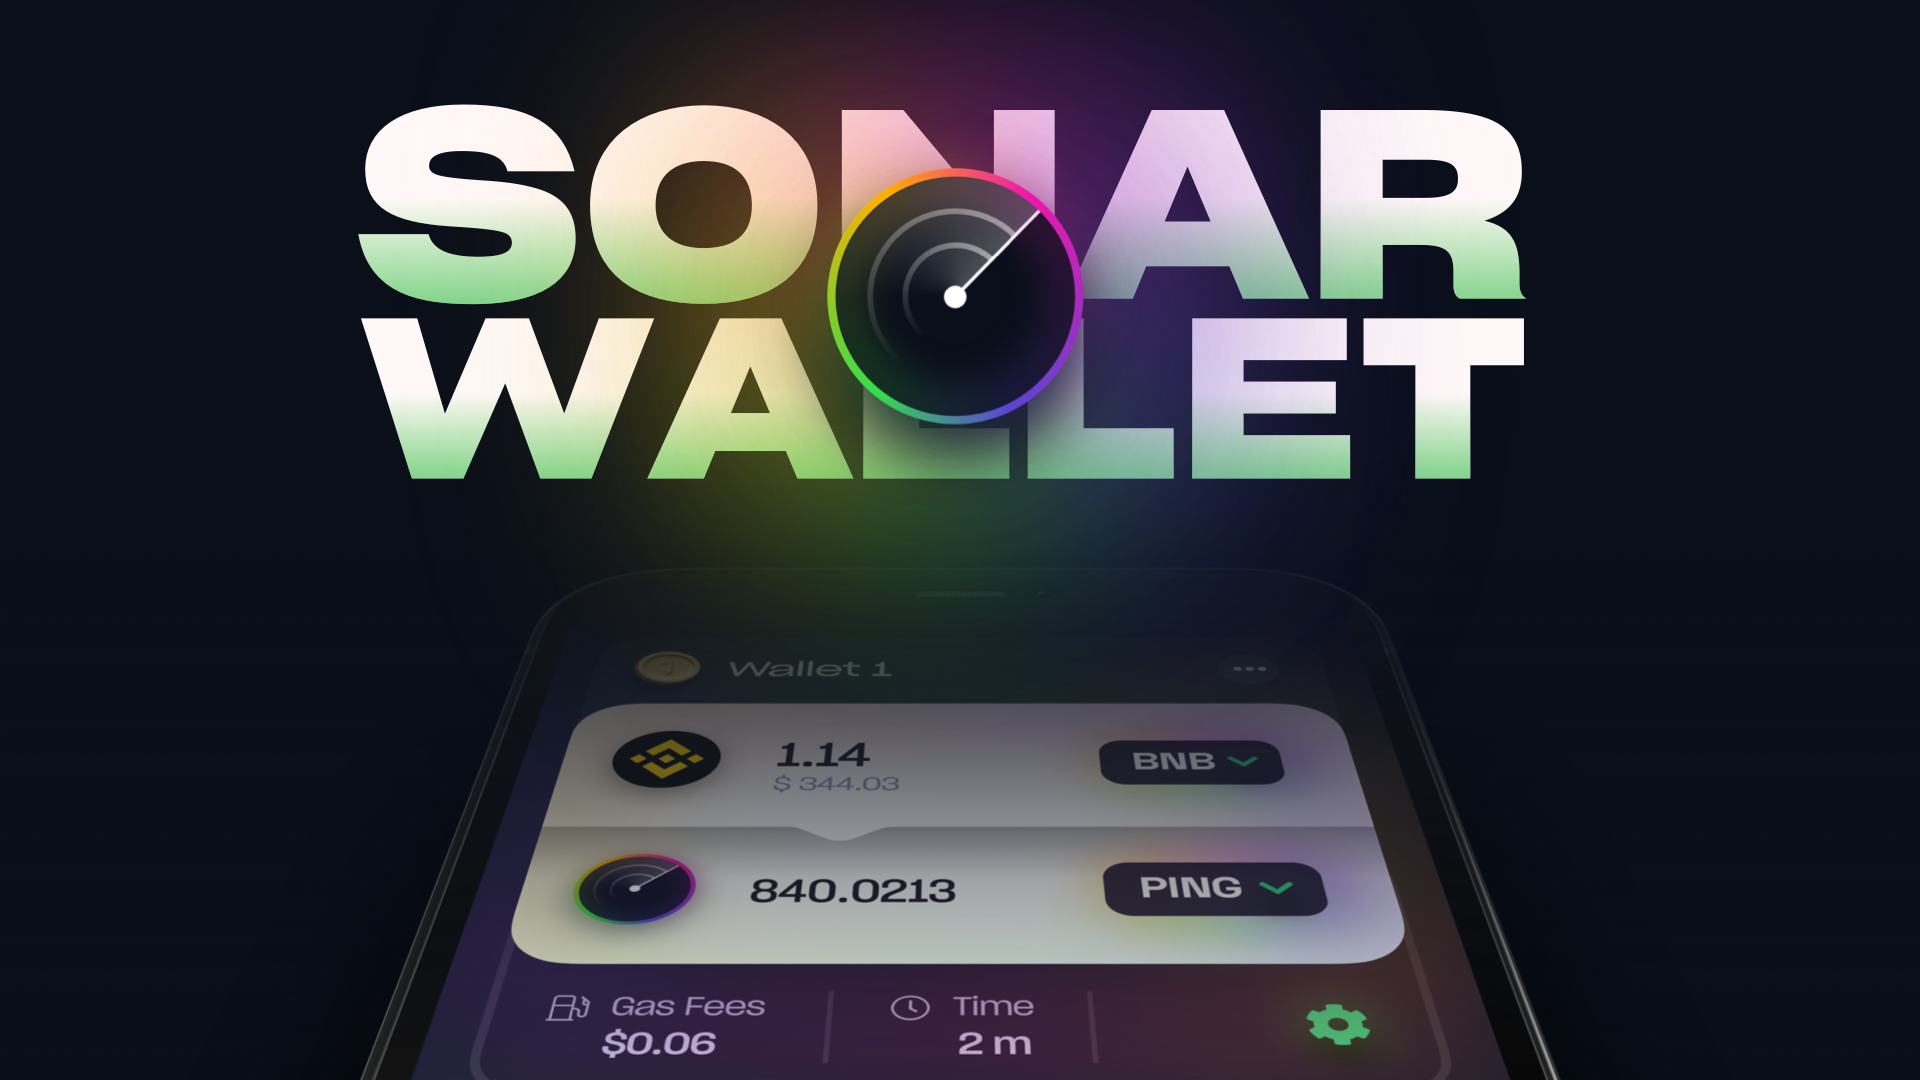 SONAR
WALLET
Wallet 1
1.14
$ 344.03
BNB
840.0213
PING
Gas Fees
$0.06
Time
2 m